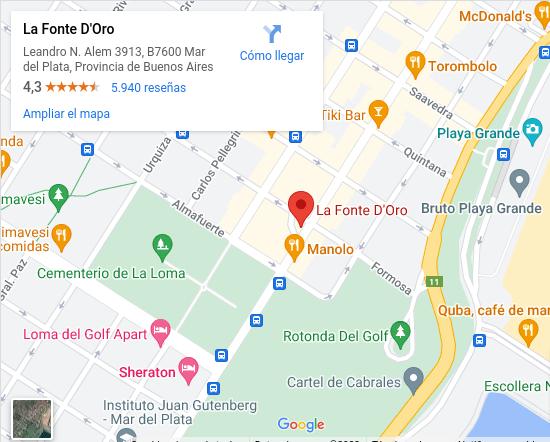 La Fonte D'Oro
Leandro N. Alem 3913, B7600 Mar
del Plata, Provincia de Buenos Aires
4,3
5.940 reseñas
Ampliar el mapa
Cómo llegar
McDonald's
Torombolo
Saavedra
Tiki Bar
Playa Grande
Quintana
Urquiza
Carlos Pellegri
Bruto Playa Grande
La Fonte D'Oro
Almafuerte
Manolo
Formosa
11
Cementerio de La Loma
Gral. Paz
comidas
Quba, café de mar
Loma del Golf Apart
Rotonda Del Golf
Sheraton
Cartel de Cabrales
Escollera N
Instituto Juan Gutenberg
- Mar del Plata
Google